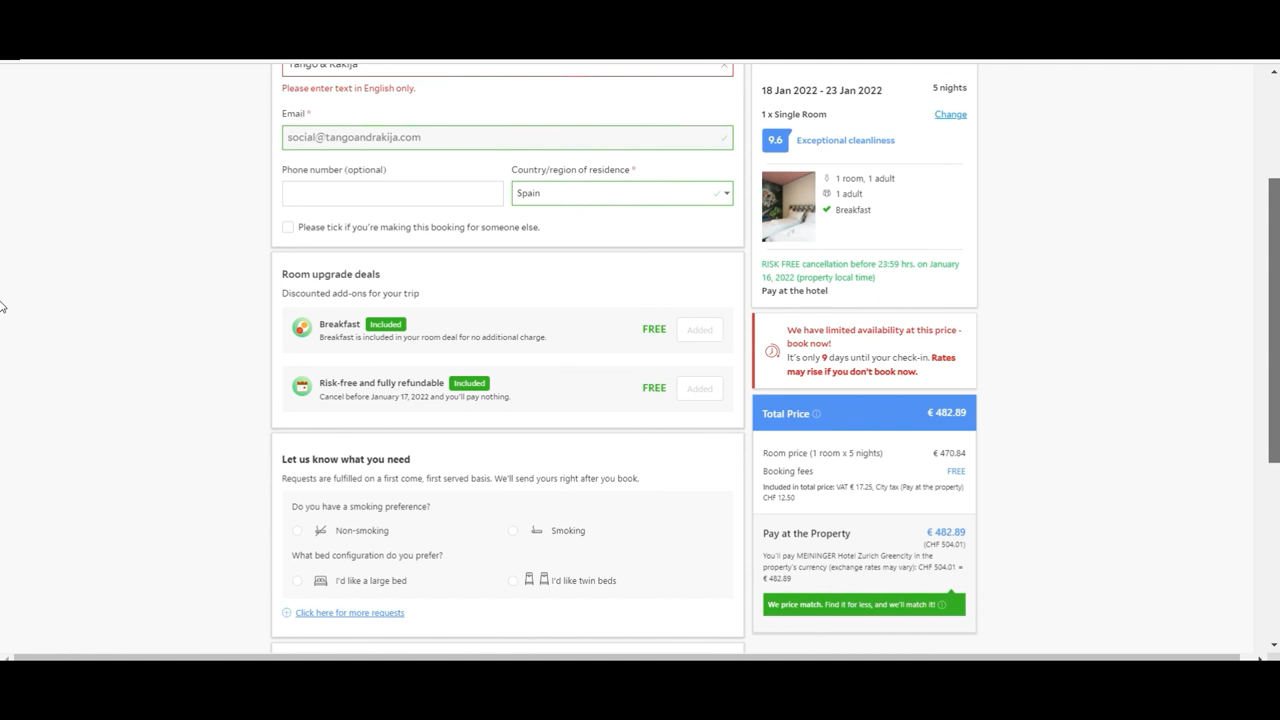 Tango & Rakija
Please enter text in English only.
Email *
social@tangoandrakija.com
Phone number (optional)
Country/region of residence *
Spain
Please tick if you're making this booking for someone else.
Room upgrade deals
Discounted add-ons for your trip
Breakfast Included
Breakfast is included in your room deal for no additional charge.
FREE
Added
Risk-free and fully refundable Included
Cancel before January 17, 2022 and you'll pay nothing.
FREE
Added
Let us know what you need
Requests are fulfilled on a first come, first served basis. We'll send yours right after you book.
Do you have a smoking preference?
Non-smoking
Smoking
What bed configuration do you prefer?
I'd like a large bed
I'd like twin beds
Click here for more requests
18 Jan 2022 - 23 Jan 2022
5 nights
1 x Single Room
Change
9.6 Exceptional cleanliness
1 room, 1 adult
1 adult
Breakfast
RISK FREE cancellation before 23:59 hrs. on January
16, 2022 (property local time)
Pay at the hotel
We have limited availability at this price -
book now!
It's only 9 days until your check-in. Rates
may rise if you don't book now.
Total Price
€ 482.89
Room price (1 room x 5 nights)
€ 470.84
Booking fees
FREE
Included in total price: VAT € 17.25, City tax (Pay at the property)
CHF 12.50
Pay at the Property
€ 482.89
(CHF 504.01)
You'll pay MEININGER Hotel Zurich Greencity in the
property's currency (exchange rates may vary): CHF 504.01 =
€ 482.89
We price match. Find it for less, and we'll match it!